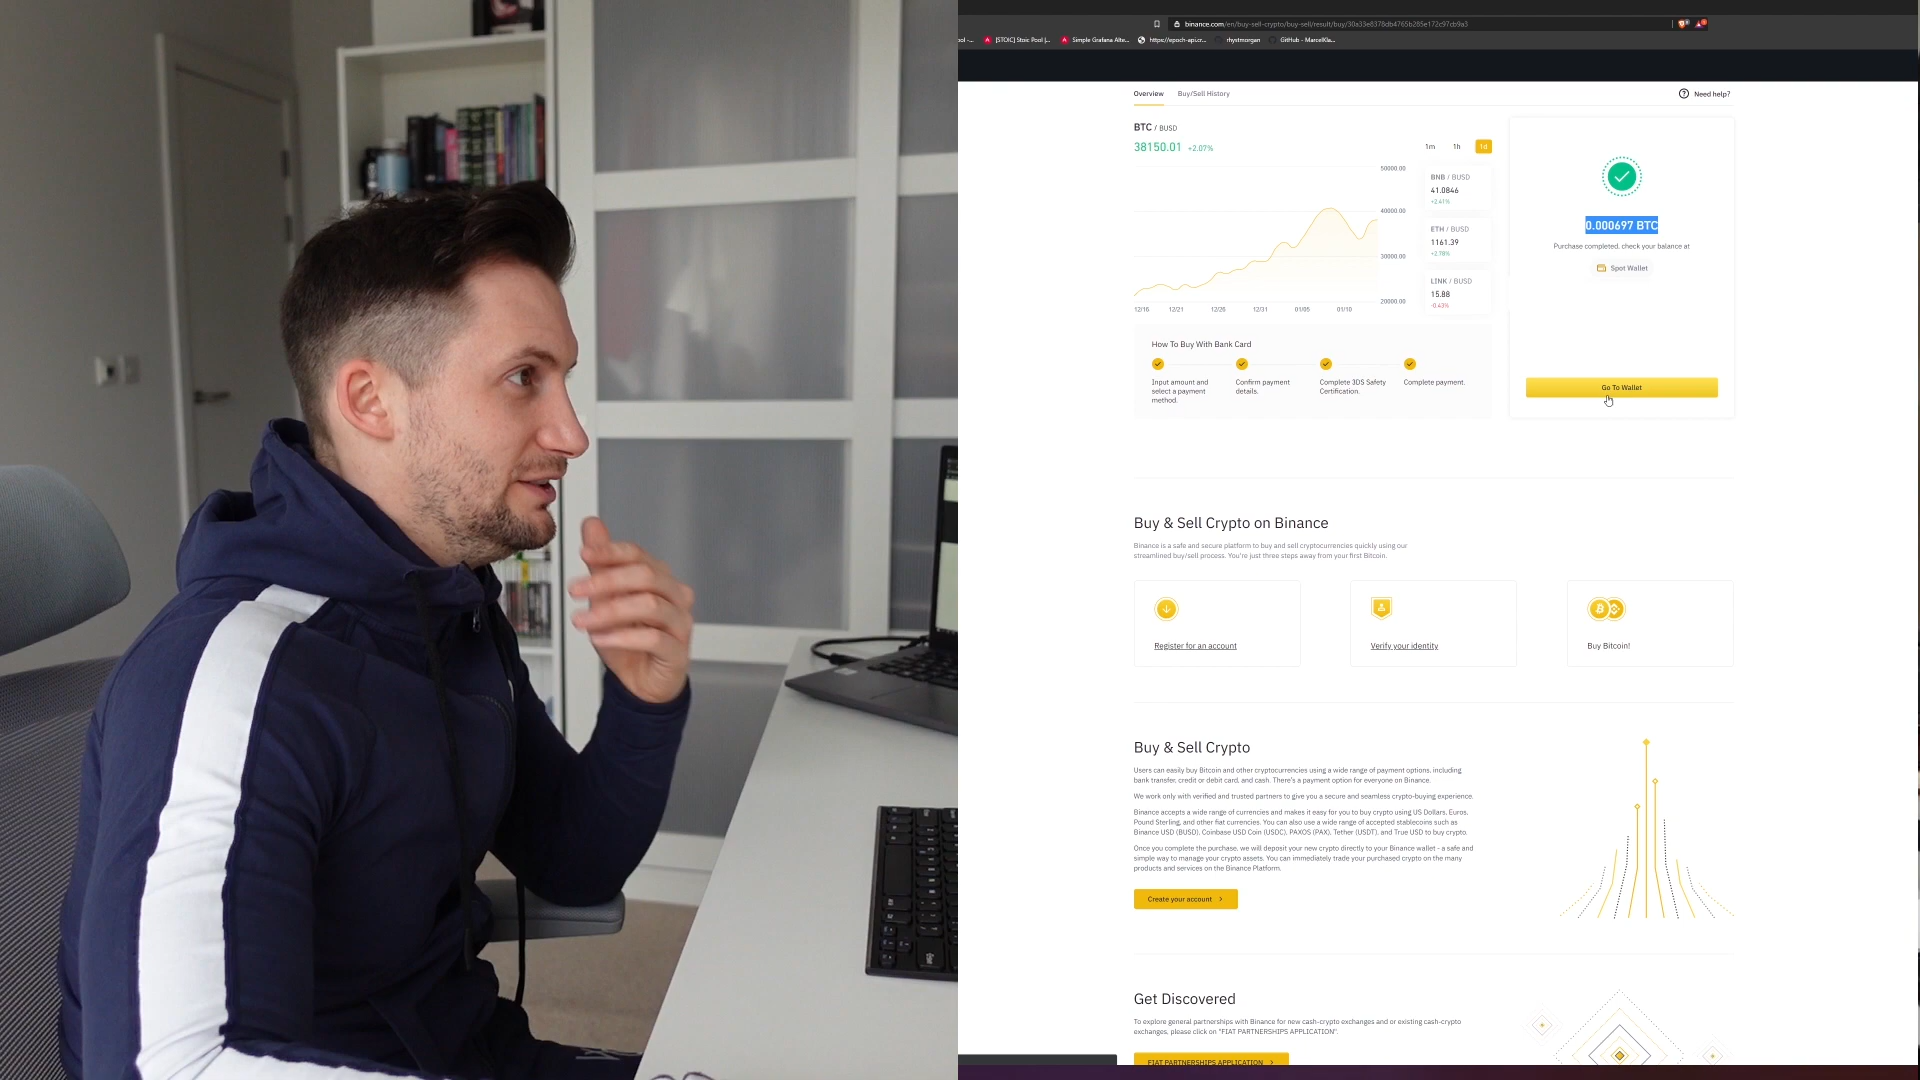 binance.com/en/buy-sell-crypto/buy-sell/result/buy/30a33e8378db4765b285e172c97cb9a3
[STOIC] Stoic Pool |...
Simple Grafana Alte...
https://epoch-api.cr...
rhystmorgan
GitHub - MarcelKla...
Overview
Buy/Sell History
Need help?
BTC / BUSD
38150.01 +2.07%
1m
1h
1d
50000.00
40000.00
30000.00
20000.00
12/16
12/21
12/26
12/31
01/05
01/10
BNB / BUSD
41.0846
+2.41%
ETH / BUSD
1161.39
+2.78%
LINK / BUSD
15.88
-0.43%
0.000697 BTC
Purchase completed, check your balance at
Spot Wallet
Go To Wallet
How To Buy With Bank Card
Input amount and
select a payment
method.
Confirm payment
details.
Complete 3DS Safety
Certification.
Complete payment.
Buy & Sell Crypto on Binance
Binance is a safe and secure platform to buy and sell cryptocurrencies quickly using our
streamlined buy/sell process. You're just three steps away from your first Bitcoin.
Register for an account
Verify your identity
Buy Bitcoin!
Buy & Sell Crypto
Users can easily buy Bitcoin and other cryptocurrencies using a wide range of payment options, including
bank transfer, credit or debit card, and cash. There's a payment option for everyone on Binance.
We work only with verified and trusted partners to give you a secure and seamless crypto-buying experience.
Binance accepts a wide range of currencies and makes it easy for you to buy crypto using US Dollars, Euros,
Pound Sterling, and other fiat currencies. You can also use a wide range of accepted stablecoins such as
Binance USD (BUSD), Coinbase USD Coin (USDC), PAXOS (PAX), Tether (USDT), and True USD to buy crypto.
Once you complete the purchase, we will deposit your new crypto directly to your Binance wallet - a safe and
simple way to manage your crypto assets. You can immediately trade your purchased crypto on the many
products and services on the Binance Platform.
Create your account >
Get Discovered
To explore general partnerships with Binance for new cash-crypto exchanges and or existing cash-crypto
exchanges, please click on "FIAT PARTNERSHIPS APPLICATION".
FIAT PARTNERSHIPS APPLICATION >